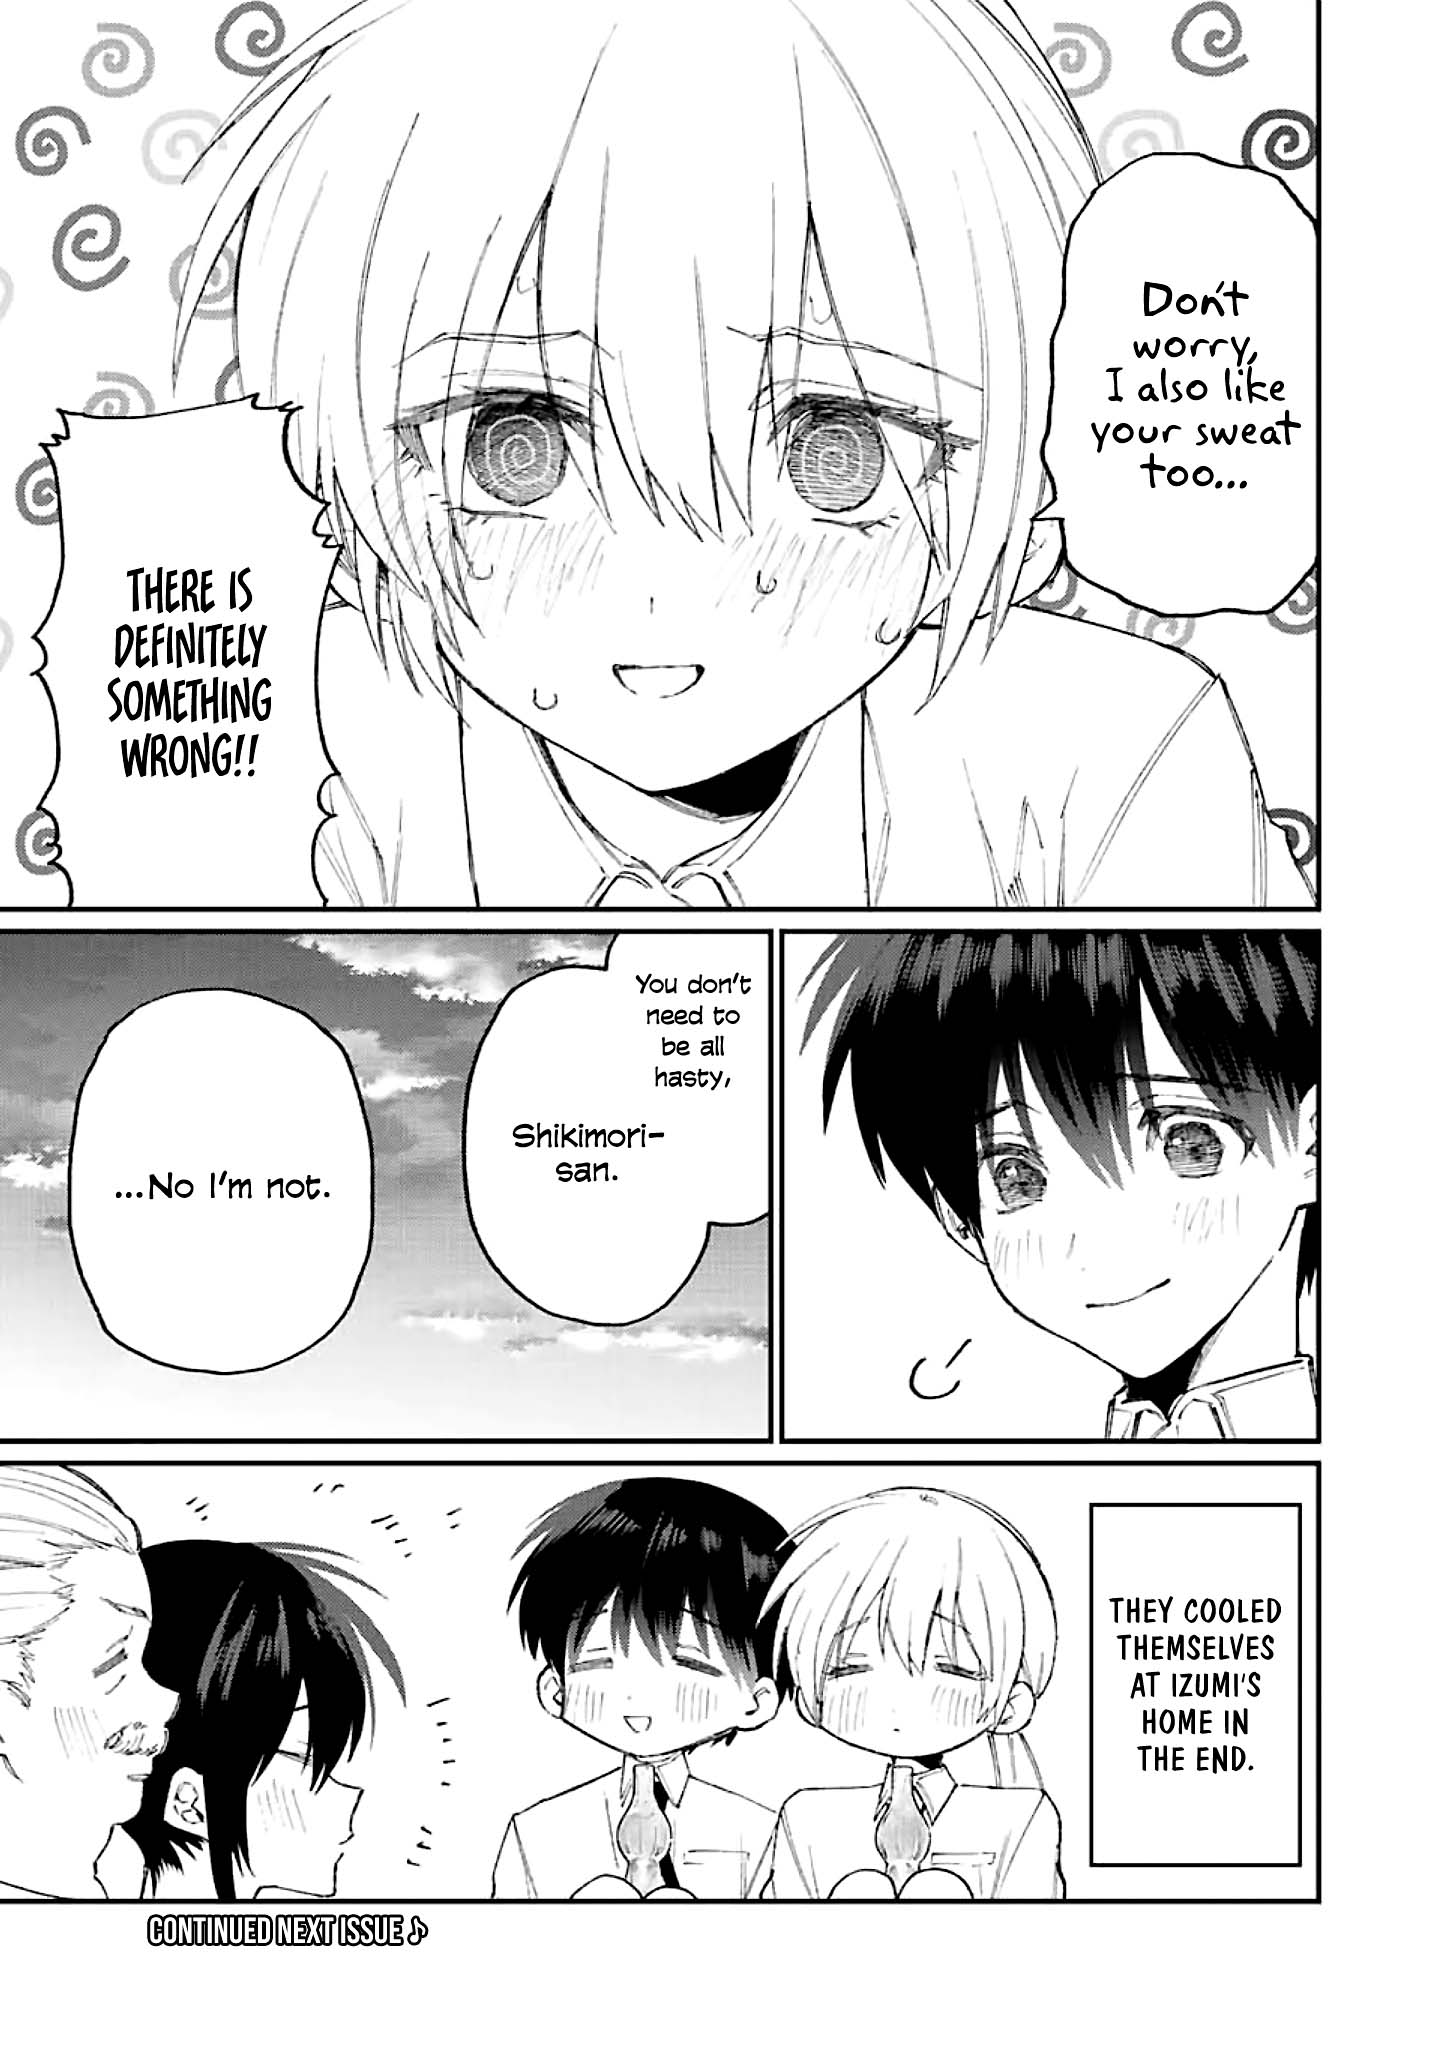 Don't
worry,
I also like
your sweat
too...
THERE IS
DEFINITELY
SOMETHING
WRONG!!
You don't
need to
be all
hasty,
Shikimori-
san.
...No I'm not.
THEY COOLED
THEMSELVES
AT IZUMI'S
HOME IN
THE END.
CONTINUED NEXT ISSUE ♪